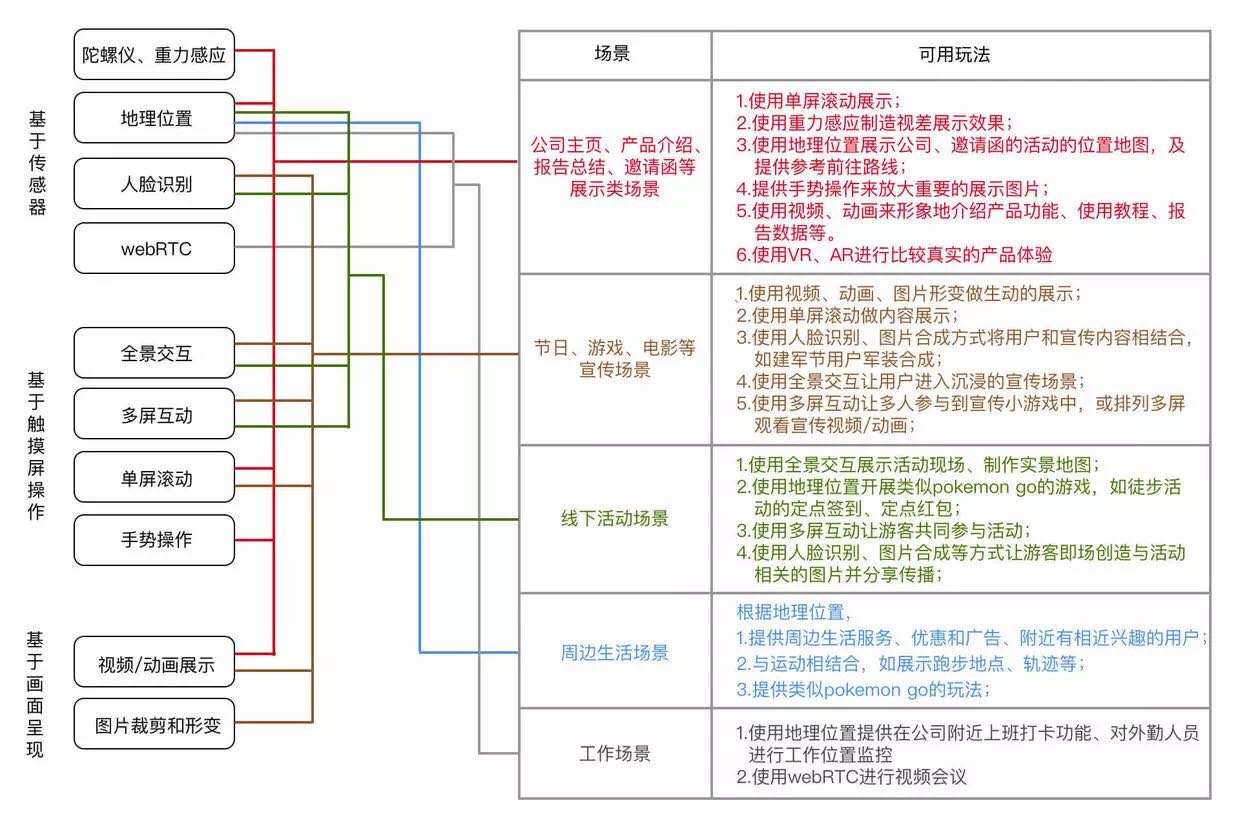 基于传感器
陀螺仪、重力感应
地理位置
人脸识别
webRTC
基于触摸屏操作
全景交互
多屏互动
单屏滚动
手势操作
基于画面呈现
视频/动画展示
图片裁剪和形变
场景
可用玩法
公司主页、产品介绍、
报告总结、邀请函等
展示类场景
1.使用单屏滚动展示；
2.使用重力感应制造视差展示效果；
3.使用地理位置展示公司、邀请函的活动的位置地图，及
提供参考前往路线；
4.提供手势操作来放大重要的展示图片；
5.使用视频、动画来形象地介绍产品功能、使用教程、报
告数据等。
6.使用VR、AR进行比较真实的产品体验
节日、游戏、电影等
宣传场景
1.使用视频、动画、图片形变做生动的展示；
2.使用单屏滚动做内容展示；
3.使用人脸识别、图片合成方式将用户和宣传内容相结合，
如建军节用户军装合成；
4.使用全景交互让用户进入沉浸的宣传场景；
5.使用多屏互动让多人参与到宣传小游戏中，或排列多屏
观看宣传视频/动画；
线下活动场景
1.使用全景交互展示活动现场、制作实景地图；
2.使用地理位置开展类似pokemon go的游戏，如徒步活
动的定点签到、定点红包；
3.使用多屏互动让游客共同参与活动；
4.使用人脸识别、图片合成等方式让游客即场创造与活动
相关的图片并分享传播；
周边生活场景
根据地理位置，
1.提供周边生活服务、优惠和广告、附近有相近兴趣的用户；
2.与运动相结合，如展示跑步地点、轨迹等；
3.提供类似pokemon go的玩法；
工作场景
1.使用地理位置提供在公司附近上班打卡功能、对外勤人员
进行工作位置监控
2.使用webRTC进行视频会议